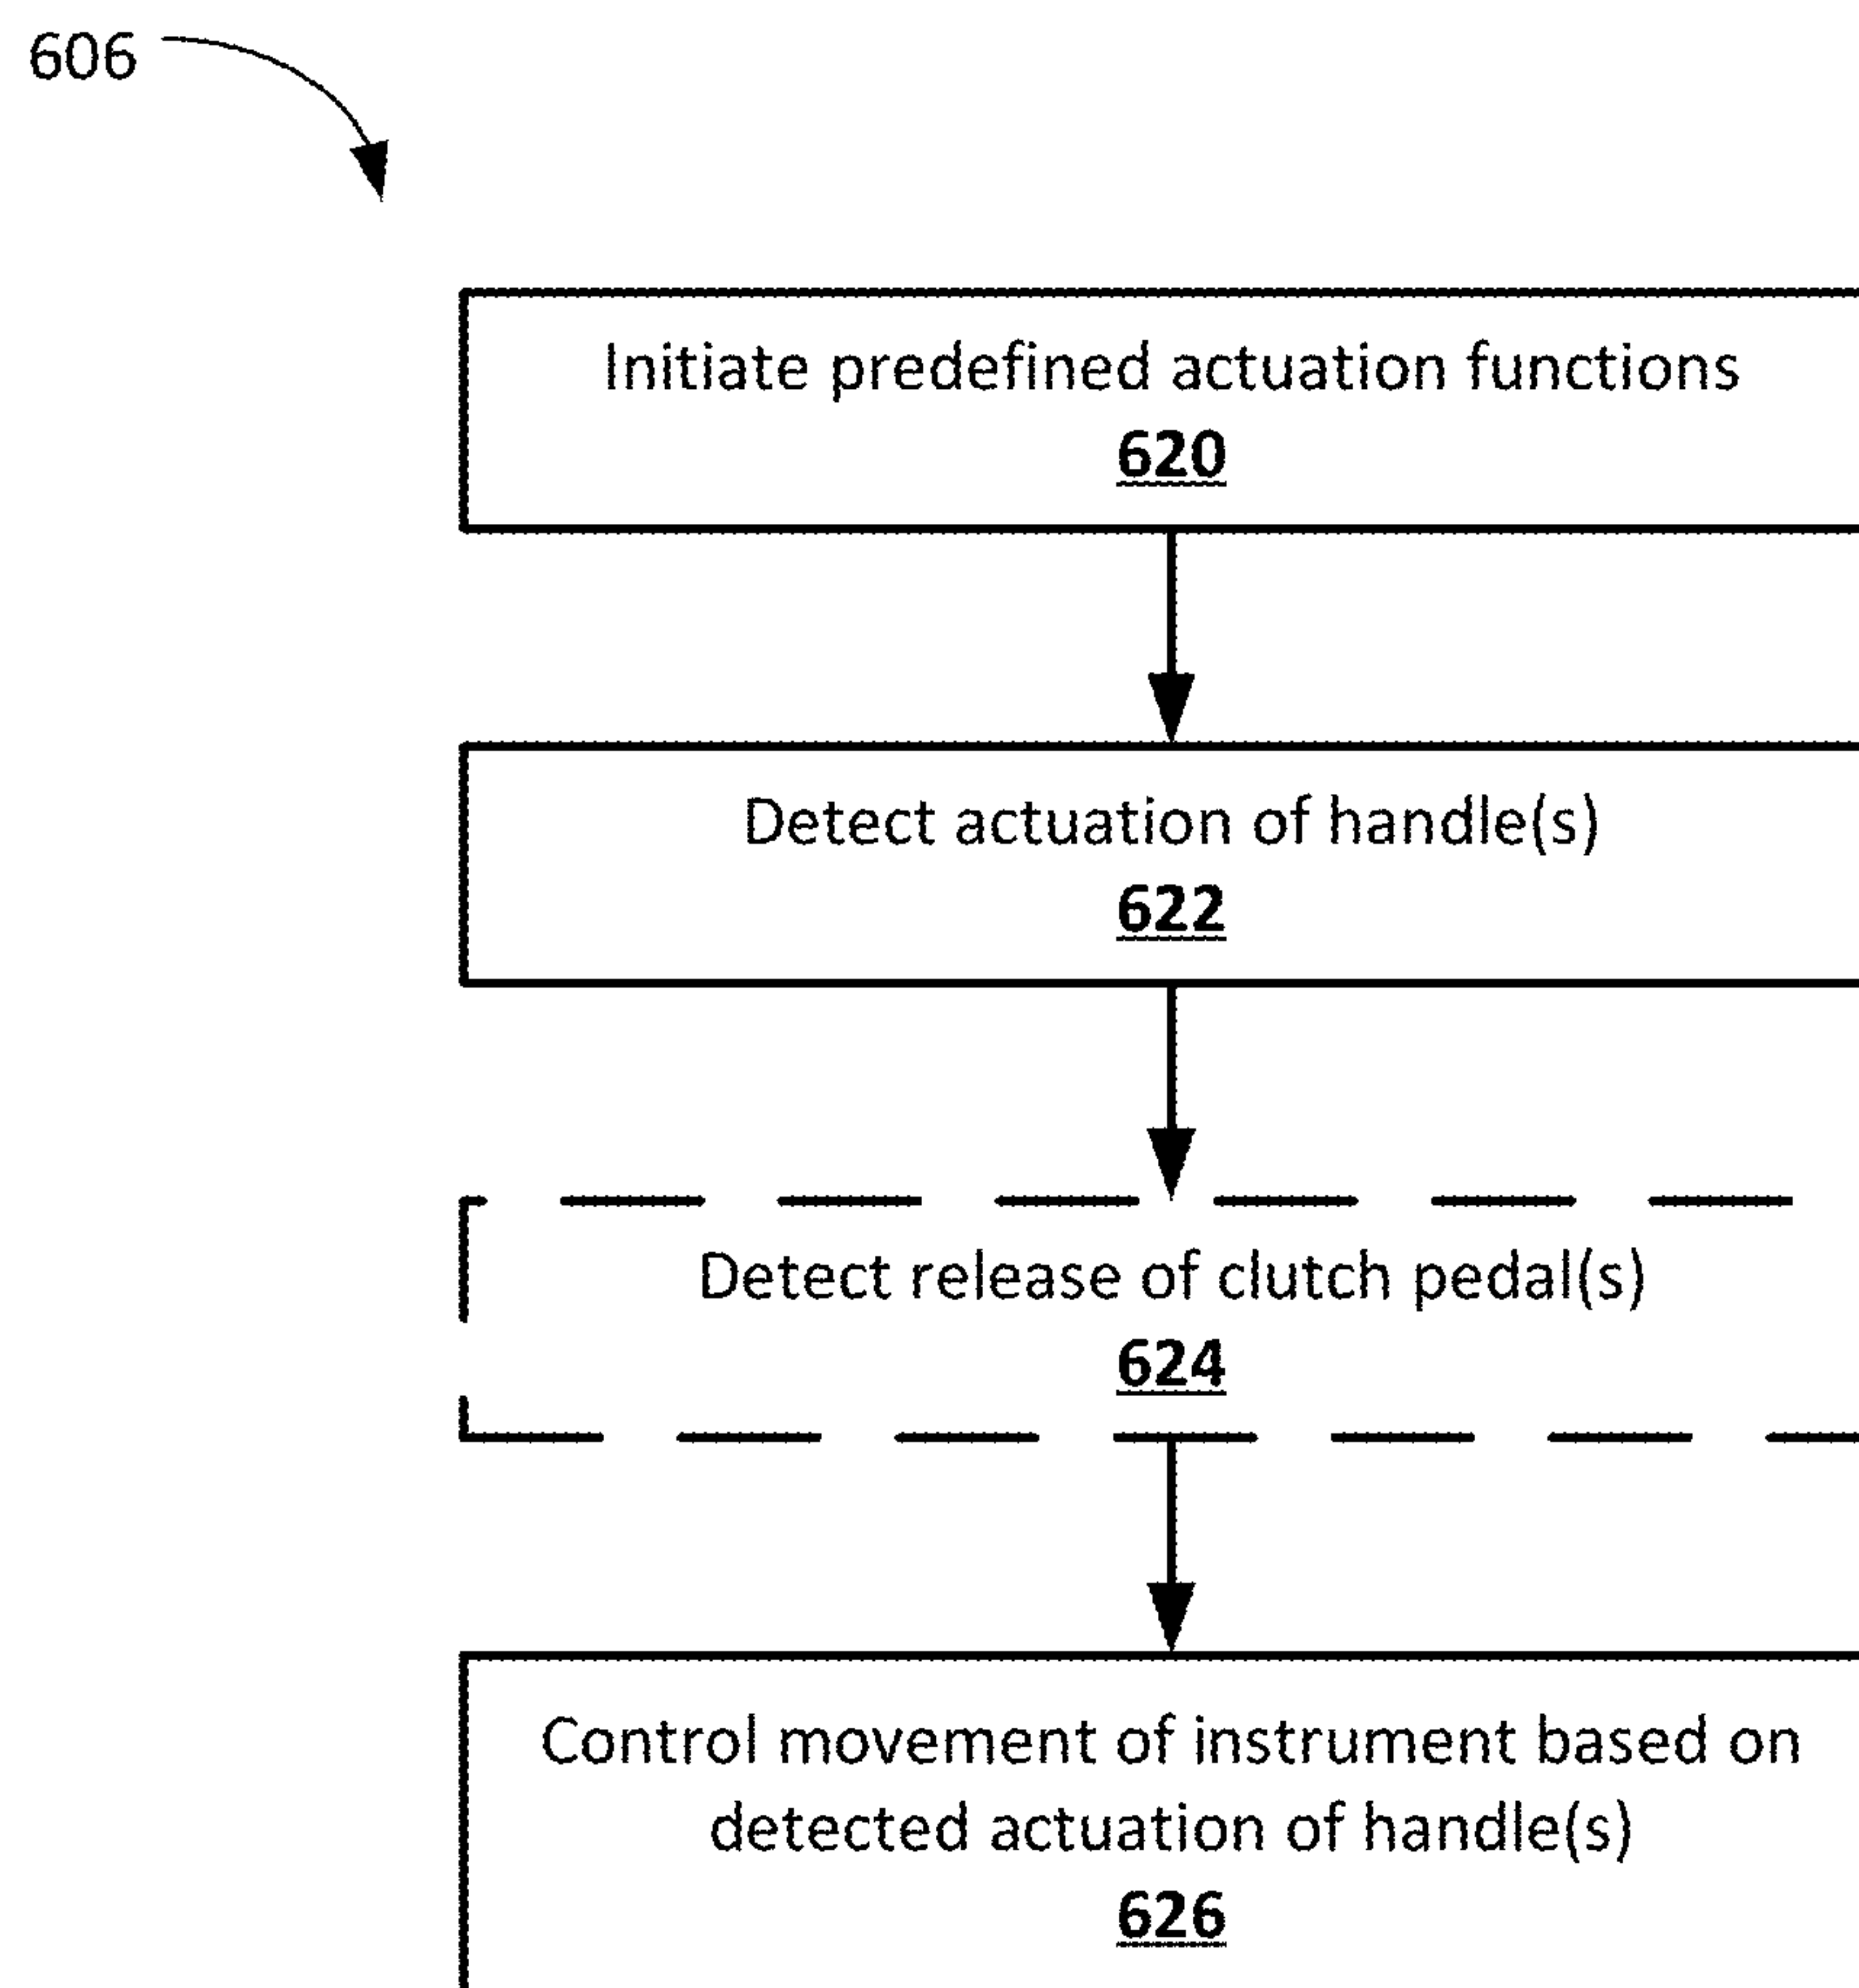 606
Initiate predefined actuation functions
620
Detect actuation of handle(s)
622
Detect release of clutch pedal(s)
624
Control movement of instrument based on
detected actuation of handle(s)
626